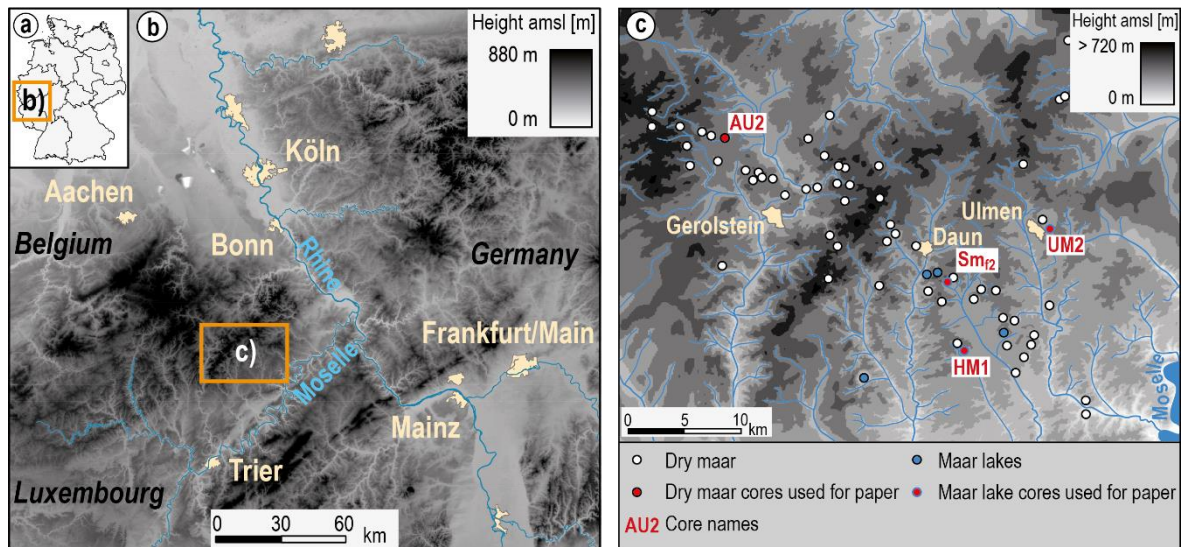 a
b)
b
Height amsl [m]
880 m
0 m
Köln
Aachen
Belgium
Bonn
Rhine
Germany
c)
Moselle
Frankfurt/Main
Mainz
Trier
Luxembourg
0 30 60
km
c
Height amsl [m]
> 720 m
0 m
AU2
Gerolstein
Ulmen
Daun
UM2
Smf2
HM1
Moselle
0 5 10
km
Dry maar
Maar lakes
Dry maar cores used for paper
Maar lake cores used for paper
AU2 Core names